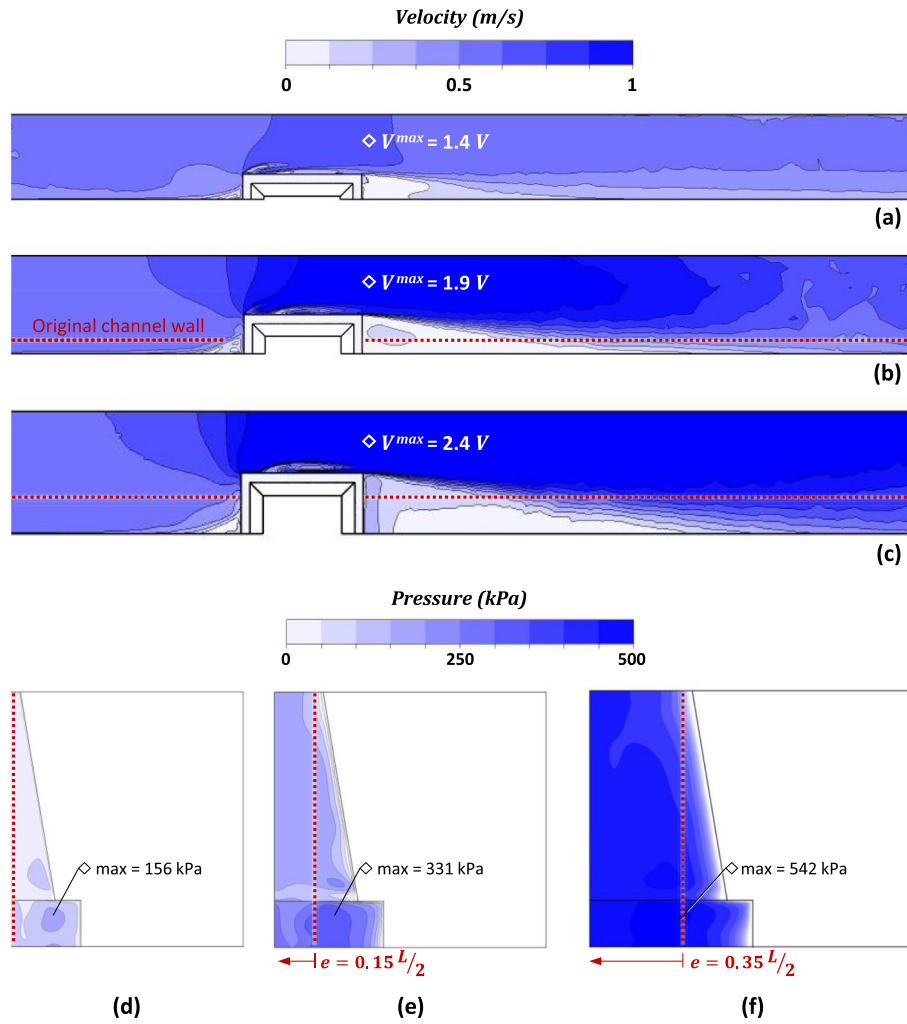 Velocity (m/s)
0 0.5 1
◇ V^max = 1.4 V
(a)
◇ V^max = 1.9 V
Original channel wall
(b)
◇ V^max = 2.4 V
(c)
Pressure (kPa)
0 250 500
◇ max = 156 kPa
◇ max = 331 kPa
◇ max = 542 kPa
e = 0.15 L/2
e = 0.35 L/2
(d) (e) (f)